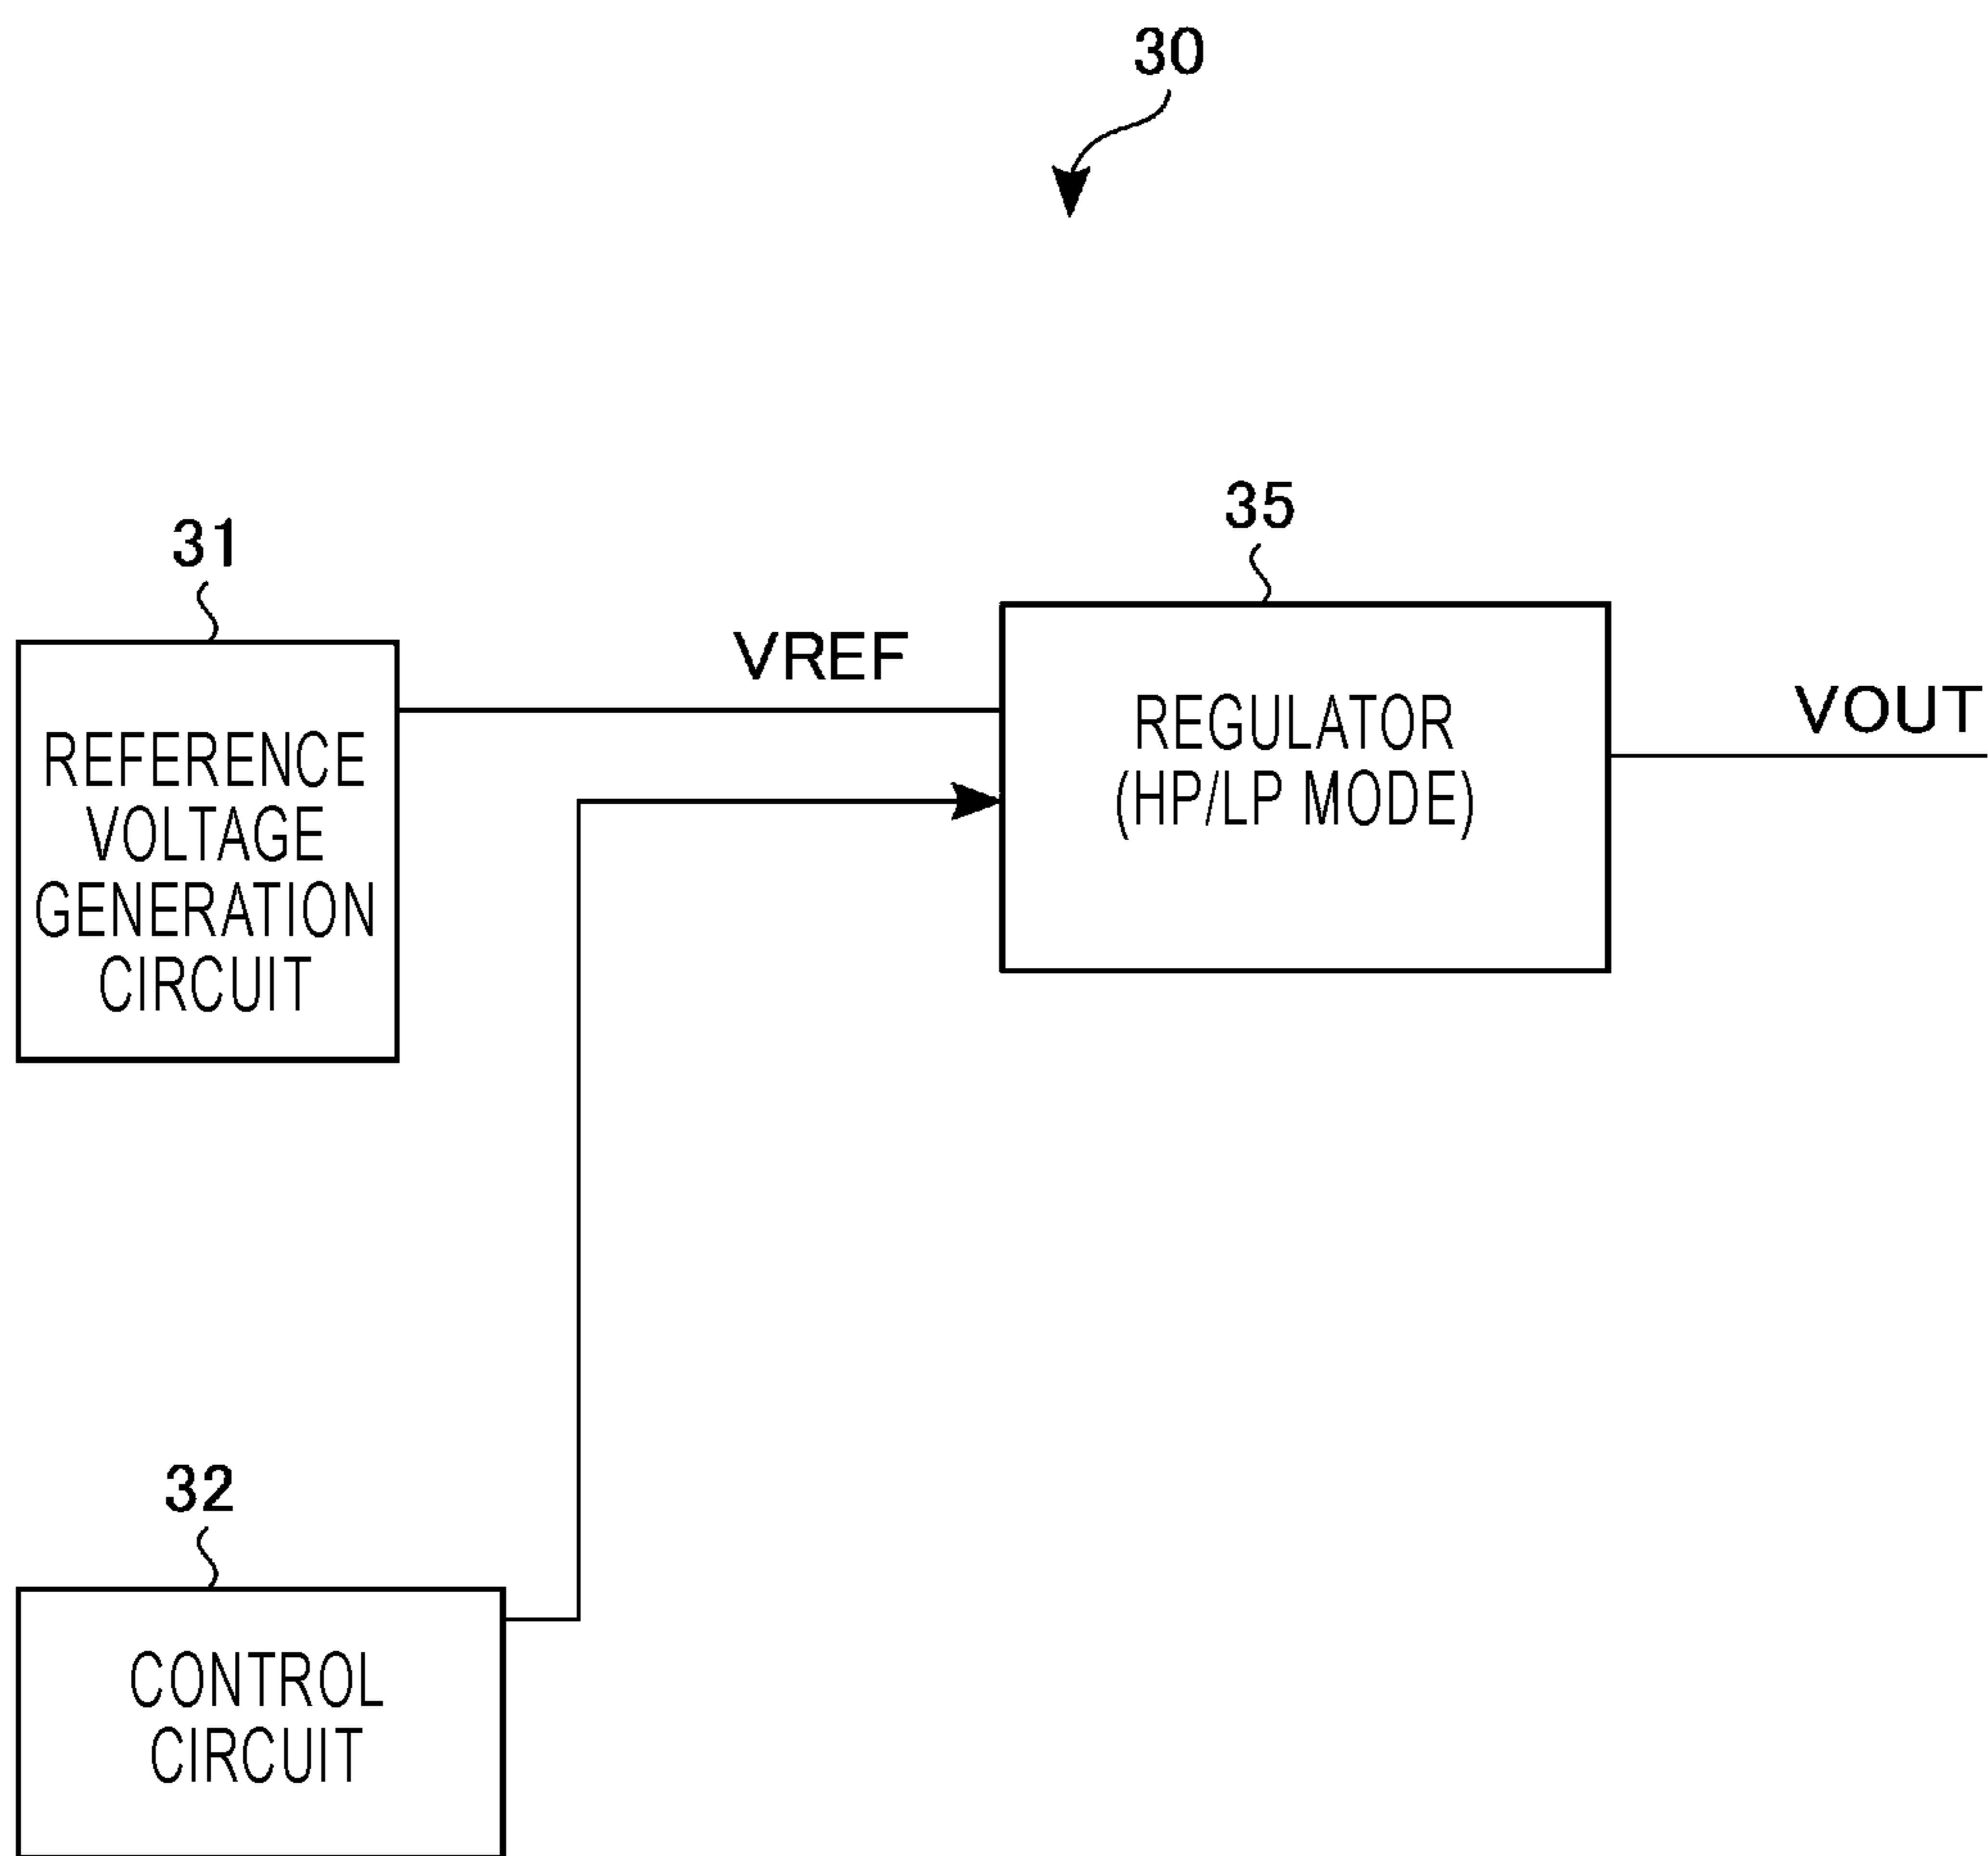 30
35
31
VREF
REGULATOR
(HP/LP MODE)
VOUT
REFERENCE
VOLTAGE
GENERATION
CIRCUIT
32
CONTROL
CIRCUIT